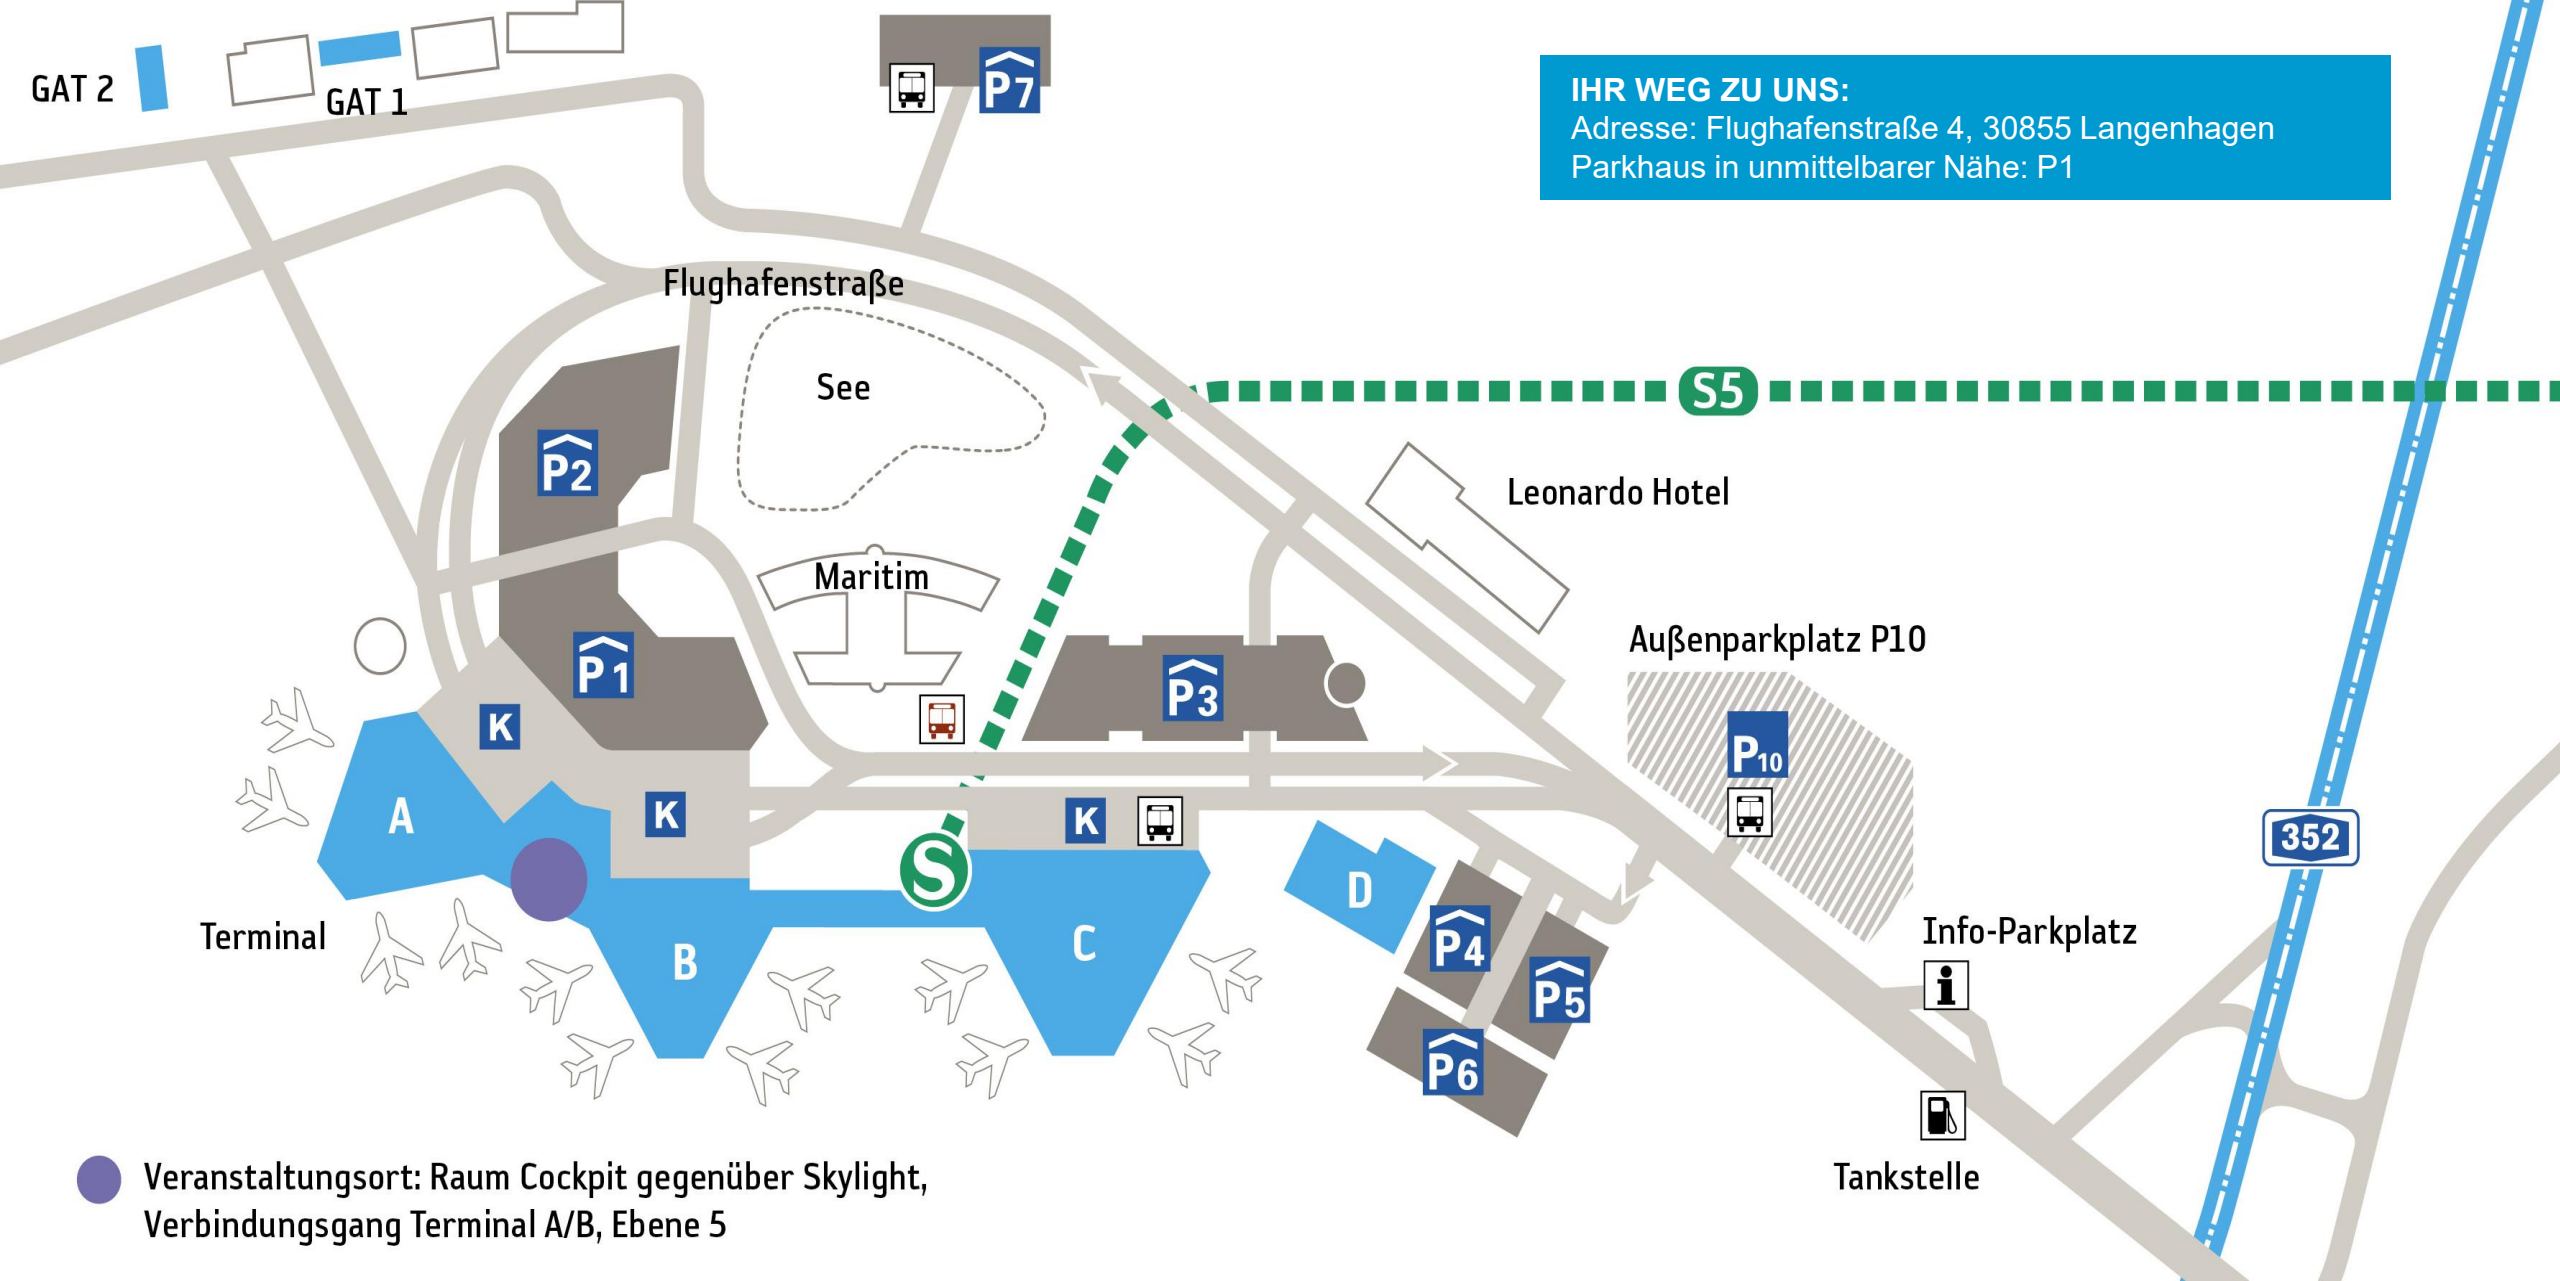 GAT 2
GAT 1
P7
IHR WEG ZU UNS:
Adresse: Flughafenstraße 4, 30855 Langenhagen
Parkhaus in unmittelbarer Nähe: P1
Flughafenstraße
See
S5
P2
Leonardo Hotel
Maritim
Außenparkplatz P10
P1
P3
K
P10
A
K
K
352
S
D
Terminal
B
C
P4
Info-Parkplatz
i
P5
P6
Tankstelle
Veranstaltungsort: Raum Cockpit gegenüber Skylight,
Verbindungsgang Terminal A/B, Ebene 5